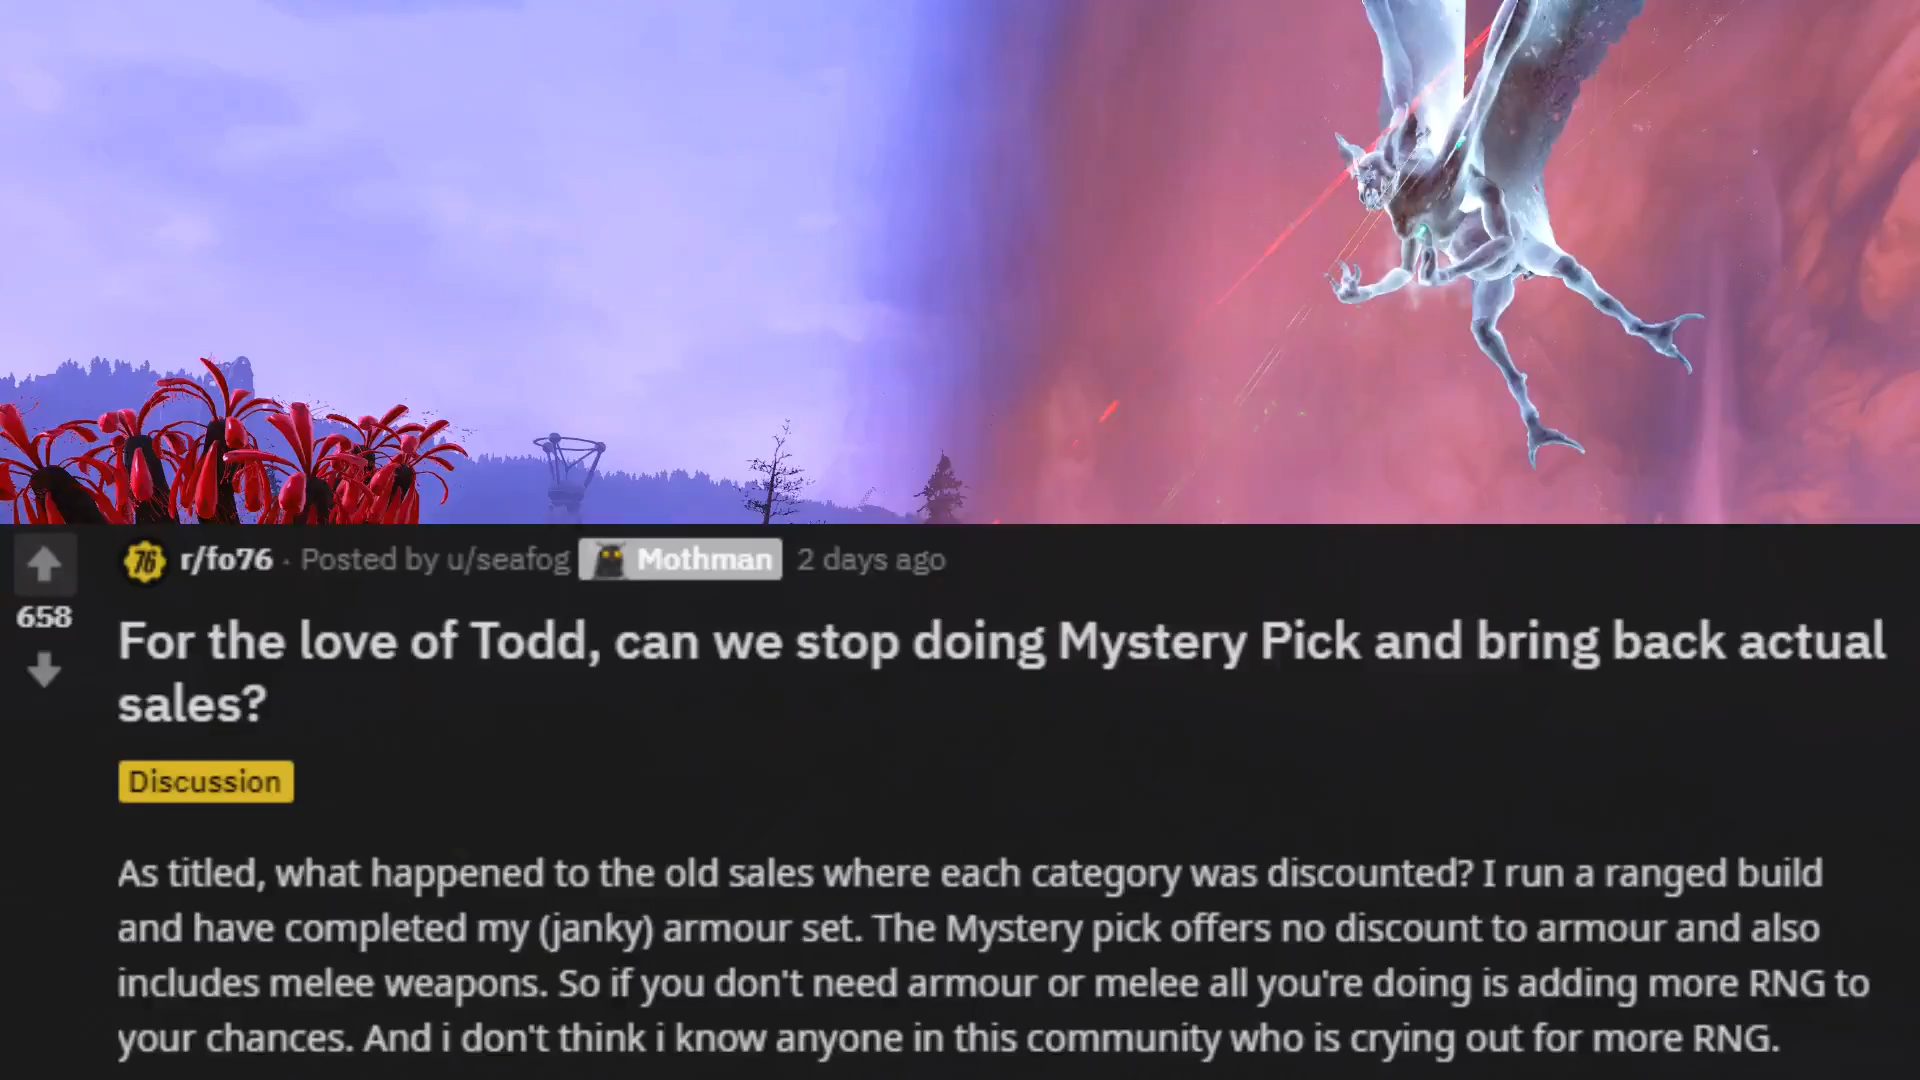 76 r/fo76 · Posted by u/seafog Mothman 2 days ago
658
For the love of Todd, can we stop doing Mystery Pick and bring back actual
sales?
Discussion
As titled, what happened to the old sales where each category was discounted? I run a ranged build
and have completed my (janky) armour set. The Mystery pick offers no discount to armour and also
includes melee weapons. So if you don't need armour or melee all you're doing is adding more RNG to
your chances. And i don't think i know anyone in this community who is crying out for more RNG.